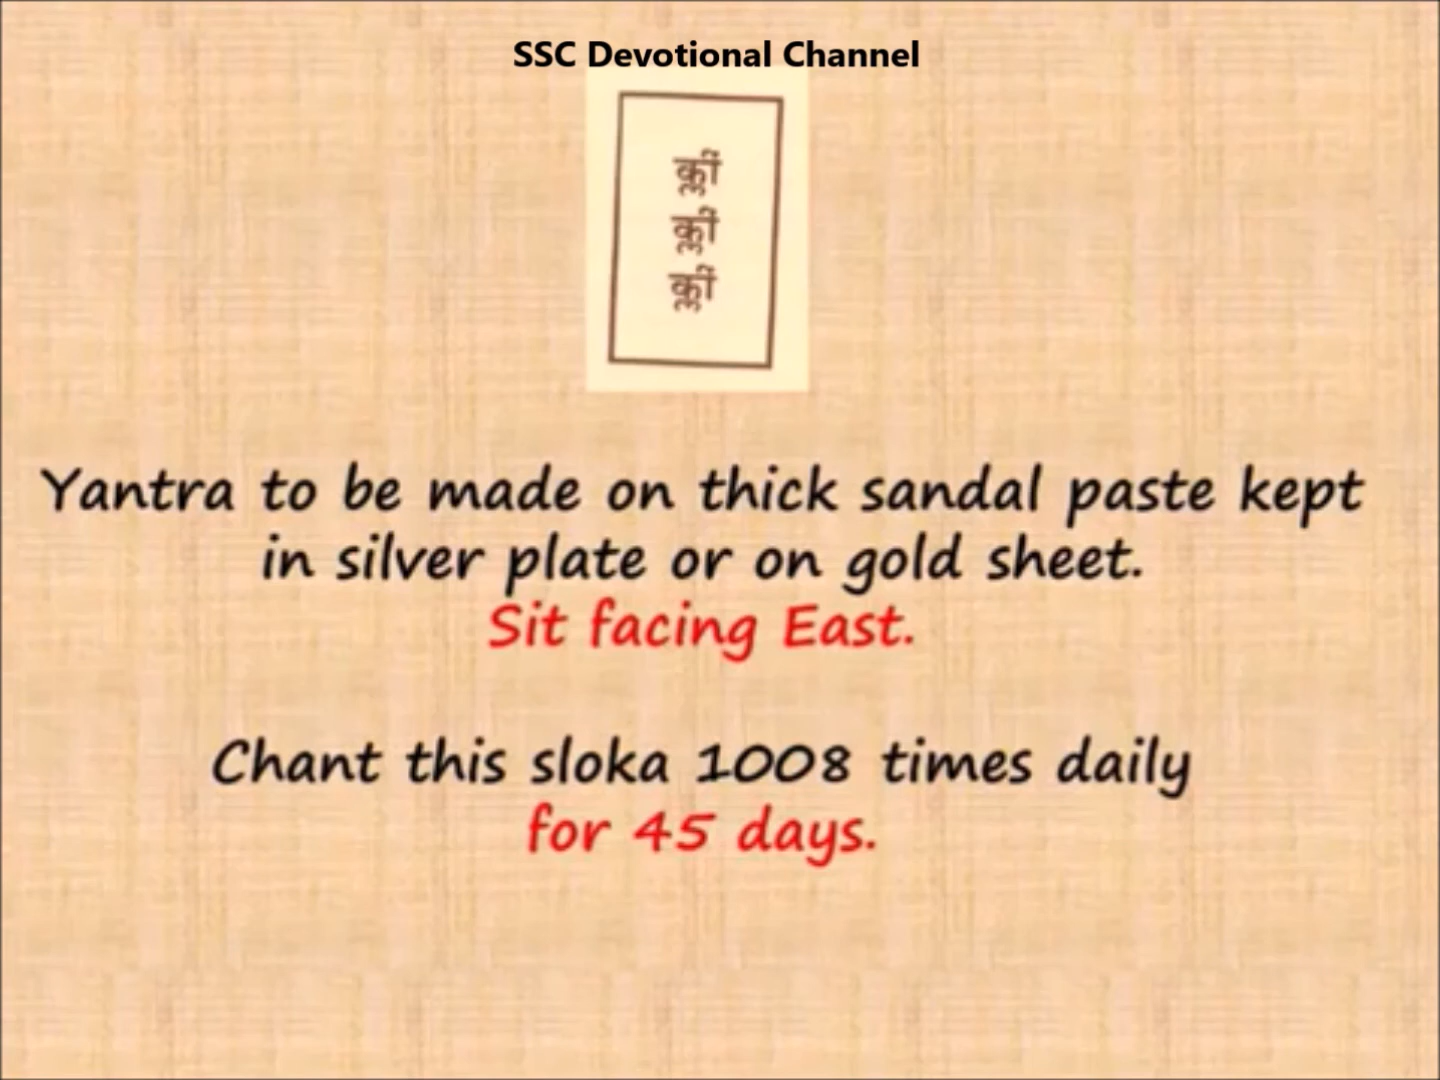 SSC Devotional Channel
क्लीं
क्लीं
क्लीं
Yantra to be made on thick sandal paste kept
in silver plate or on gold sheet.
Sit facing East.
Chant this sloka 1008 times daily
for 45 days.